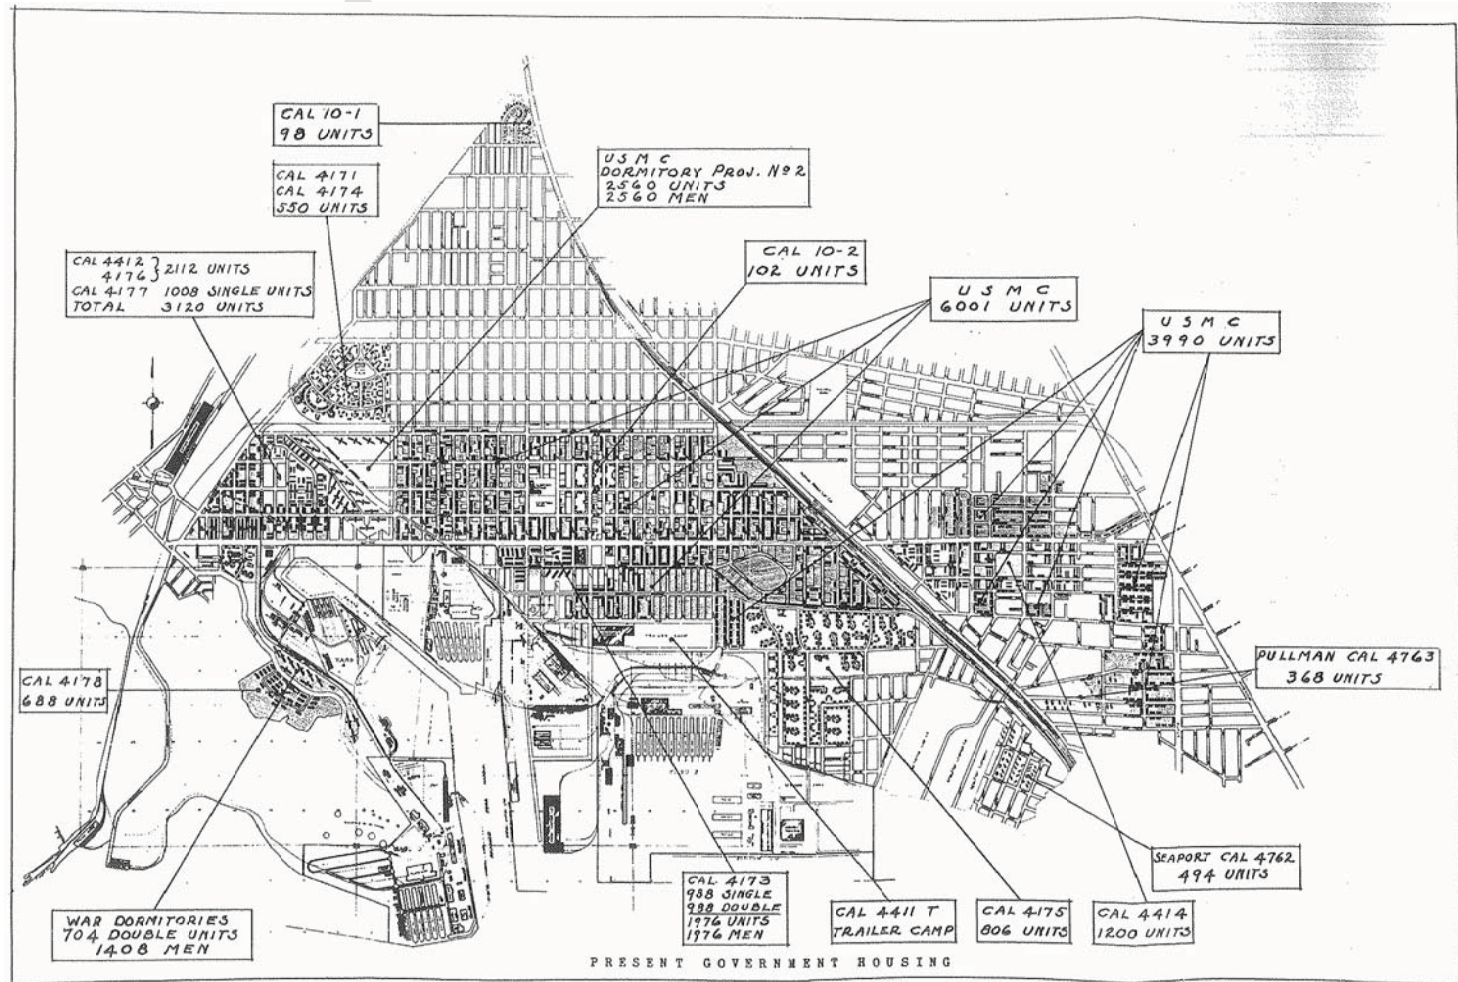 CAL 10-1
98 UNITS
CAL 4171
CAL 4174
550 UNITS
USMC
DORMITORY PROJ. Nº 2
2560 UNITS
2560 MEN
CAL 4412
4176 } 2112 UNITS
CAL 4177 1008 SINGLE UNITS
TOTAL 3120 UNITS
CAL 10-2
102 UNITS
U S M C
6001 UNITS
U S M C
3990 UNITS
CAL 4178
688 UNITS
YARD
TRAILER CAMP
PULLMAN CAL 4763
368 UNITS
SEAPORT CAL 4762
494 UNITS
WAR DORMITORIES
704 DOUBLE UNITS
1408 MEN
CAL 4173
988 SINGLE
988 DOUBLE
1976 UNITS
1976 MEN
CAL 4411 T
TRAILER CAMP
CAL 4175
806 UNITS
CAL 4414
1200 UNITS
PRESENT GOVERNMENT HOUSING